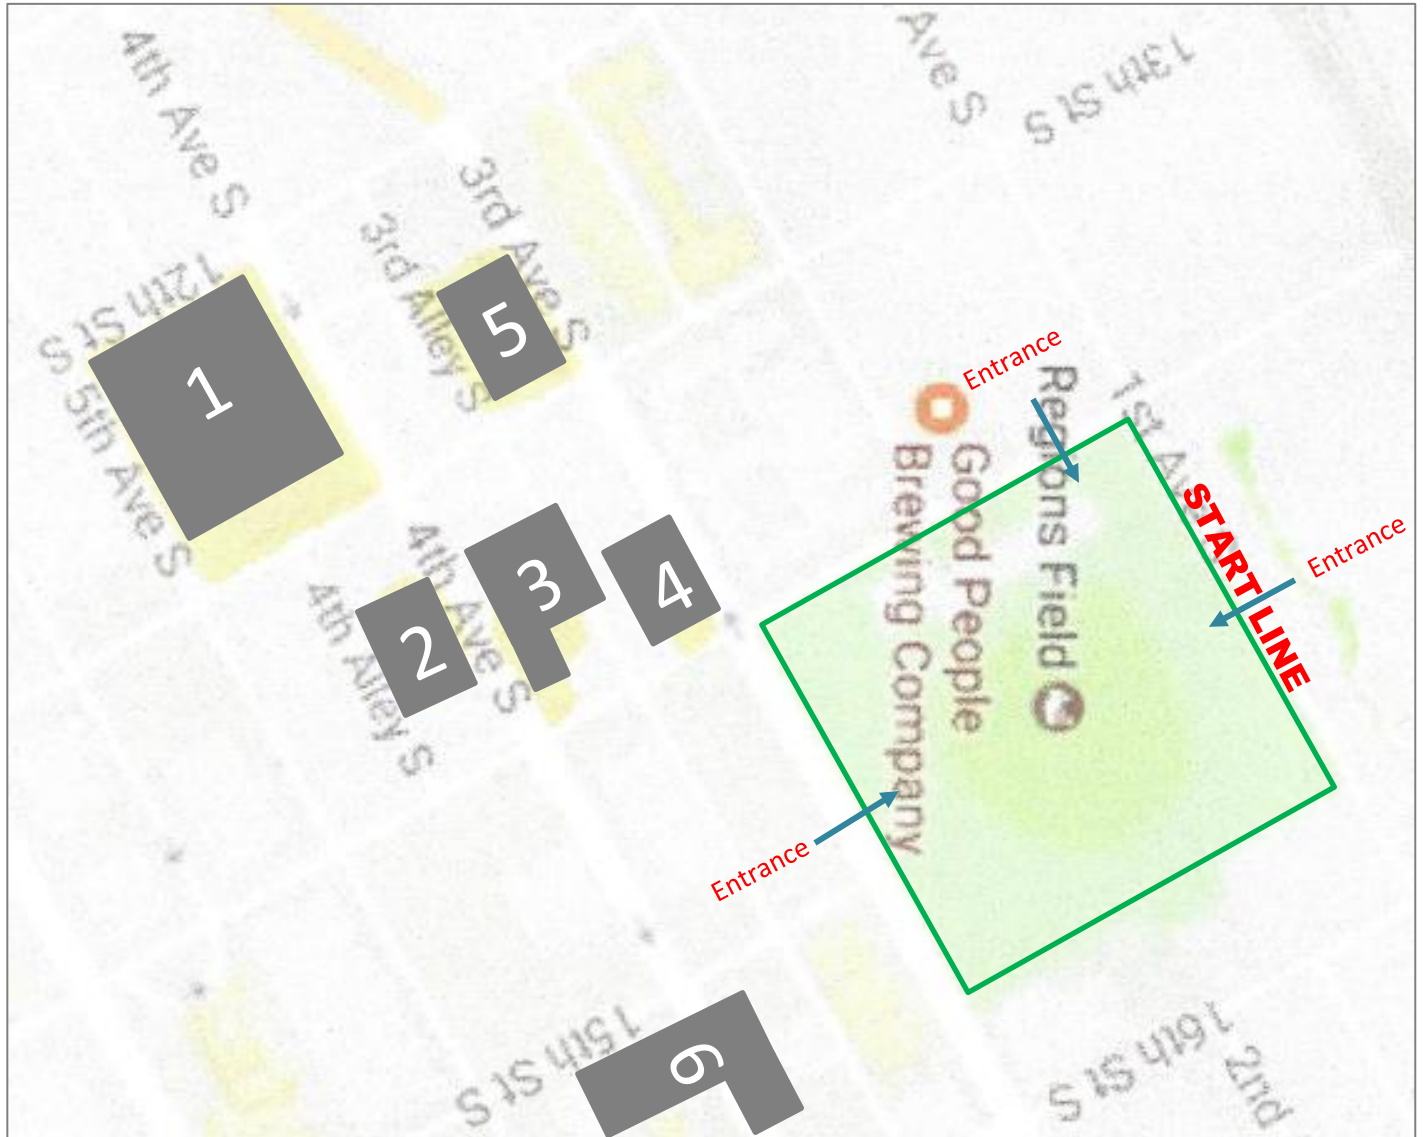 4th Ave S
Ave S
13th St S
3rd Ave S
3rd Alley S
12th St S
5th Ave S
1
5
Entrance
Regions Field
Good People
Brewing Company
1st Av
START LINE
Entrance
4th Ave S
4th Alley S
2
3
4
Entrance
15th St S
6
16th St S
2nd